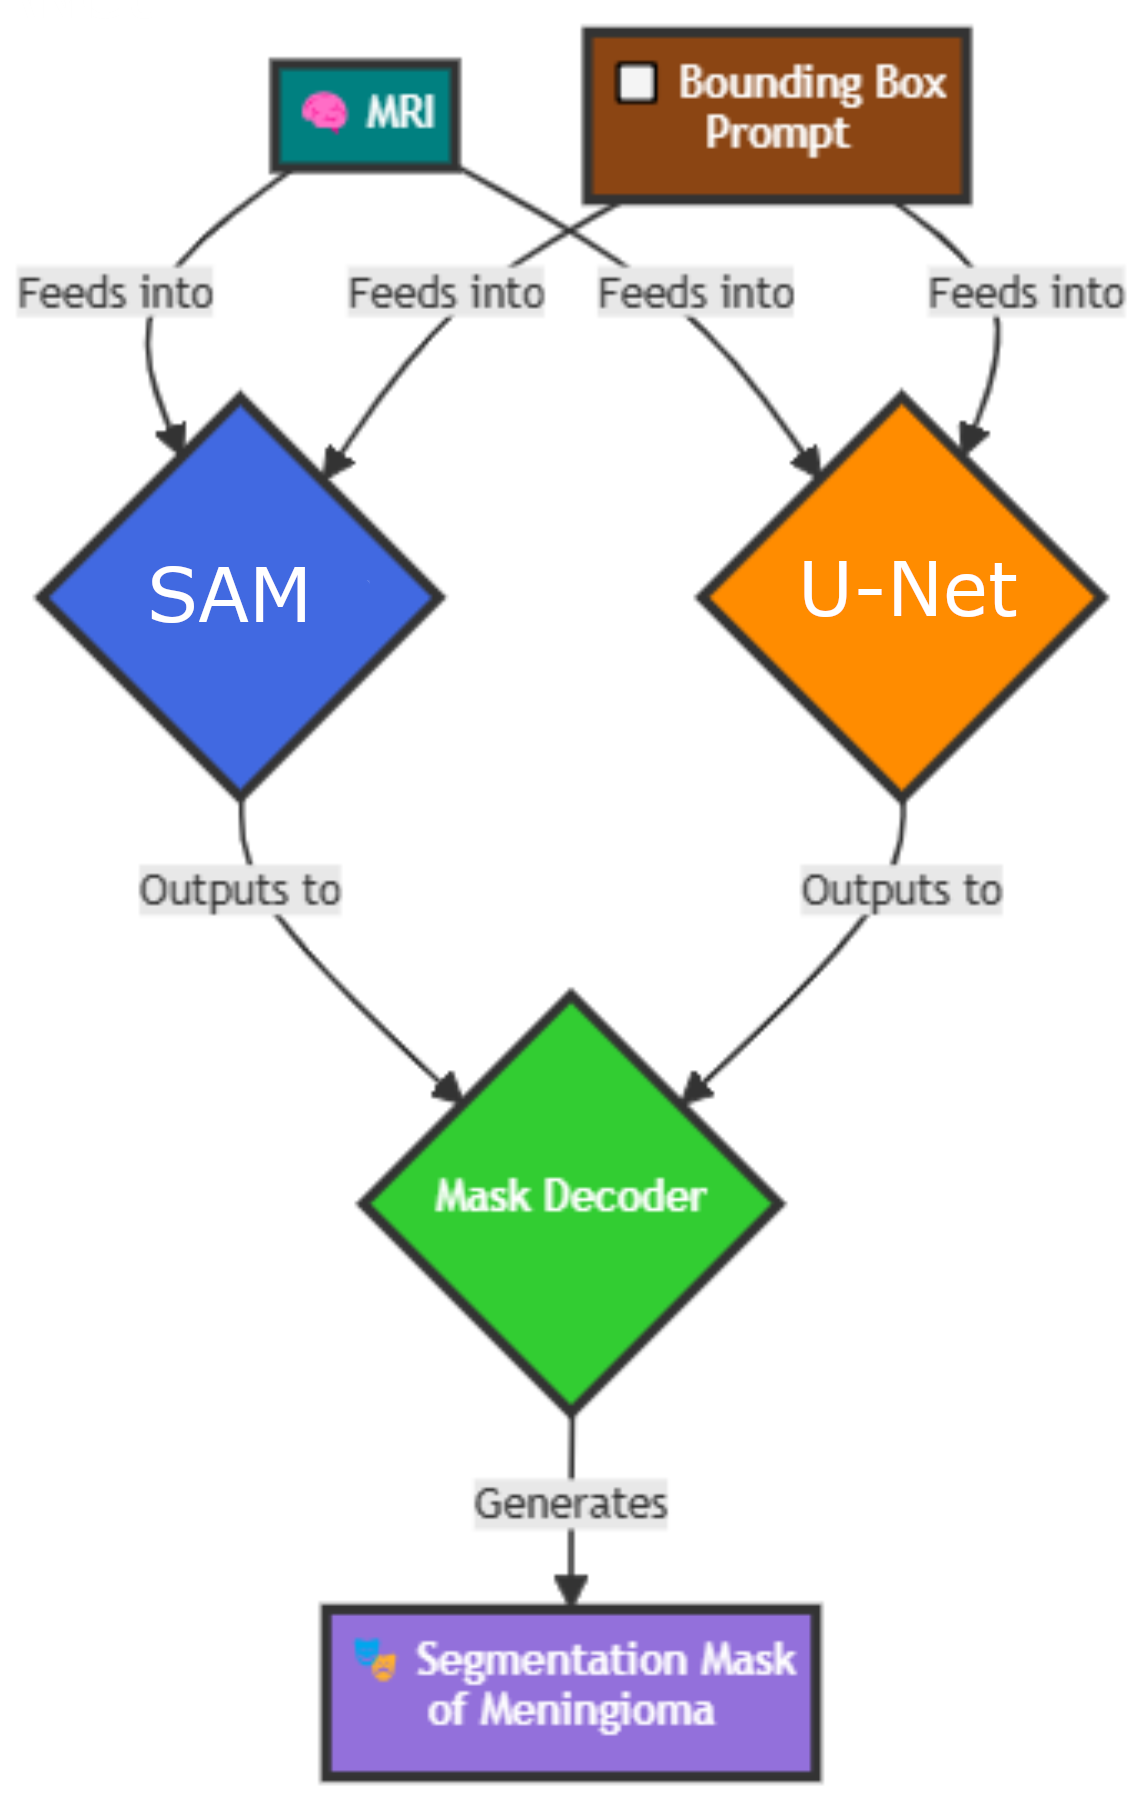 MRI
Bounding Box
Prompt
Feeds into
Feeds into
Feeds into
Feeds into
SAM
U-Net
Outputs to
Outputs to
Mask Decoder
Generates
Segmentation Mask
of Meningioma